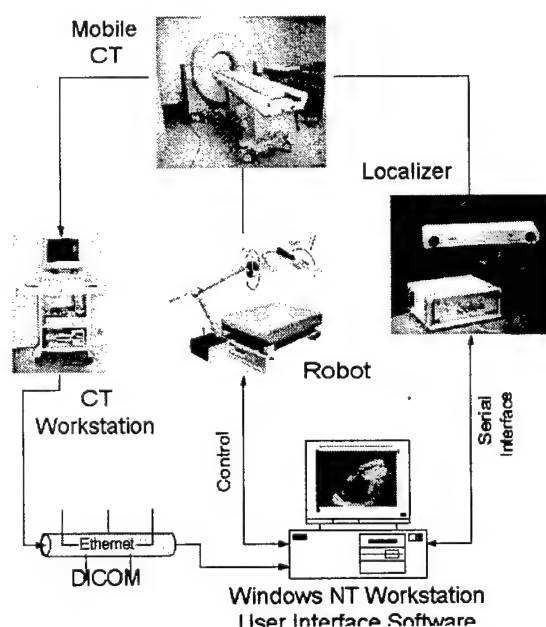 Mobile
CT
Localizer
Robot
CT
Workstation
Control
Serial
Interface
Ethernet
DICOM
Windows NT Workstation
User Interface Software